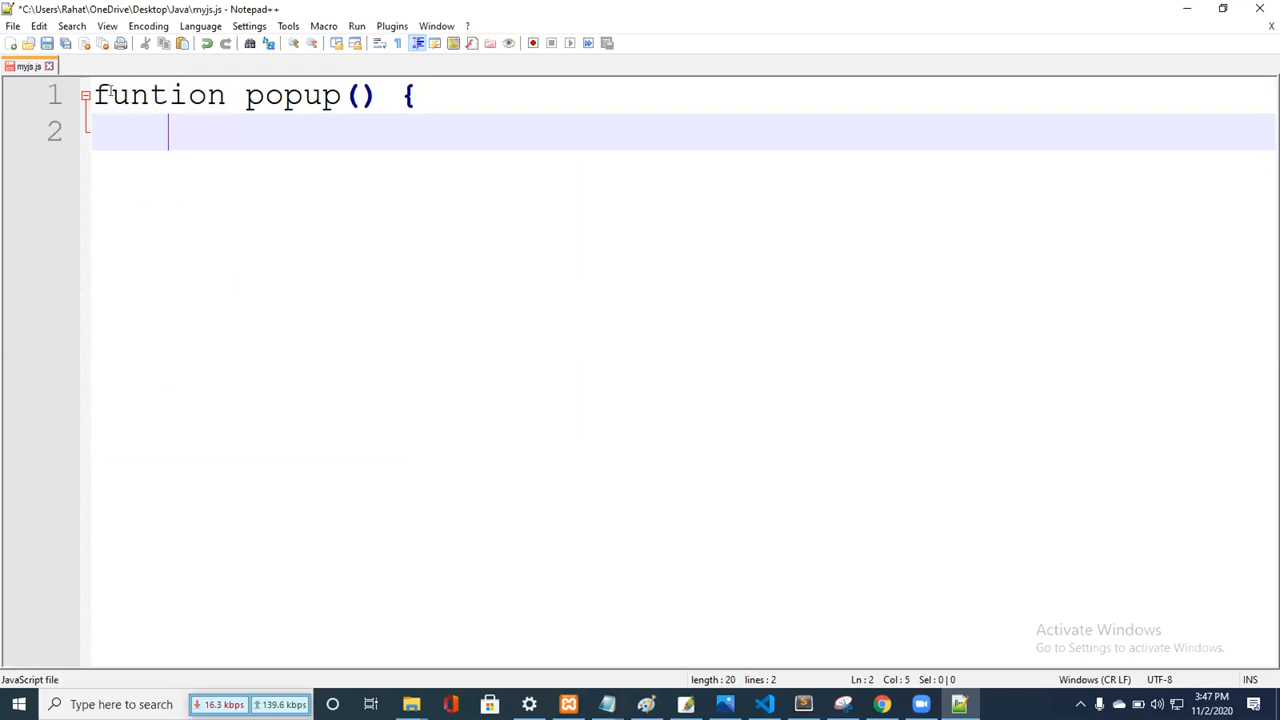 *C:\Users\Rahat\OneDrive\Desktop\Java\myjs.js - Notepad++
File Edit Search View Encoding Language Settings Tools Macro Run Plugins Window ?
X
myjs.js
1 funtion popup() {
2
Activate Windows
Go to Settings to activate Windows.
JavaScript file length : 20 lines : 2 Ln : 2 Col : 5 Sel : 0 | 0 Windows (CR LF) UTF-8 INS
Type here to search 16.3 kbps 139.6 kbps 3:47 PM
11/2/2020